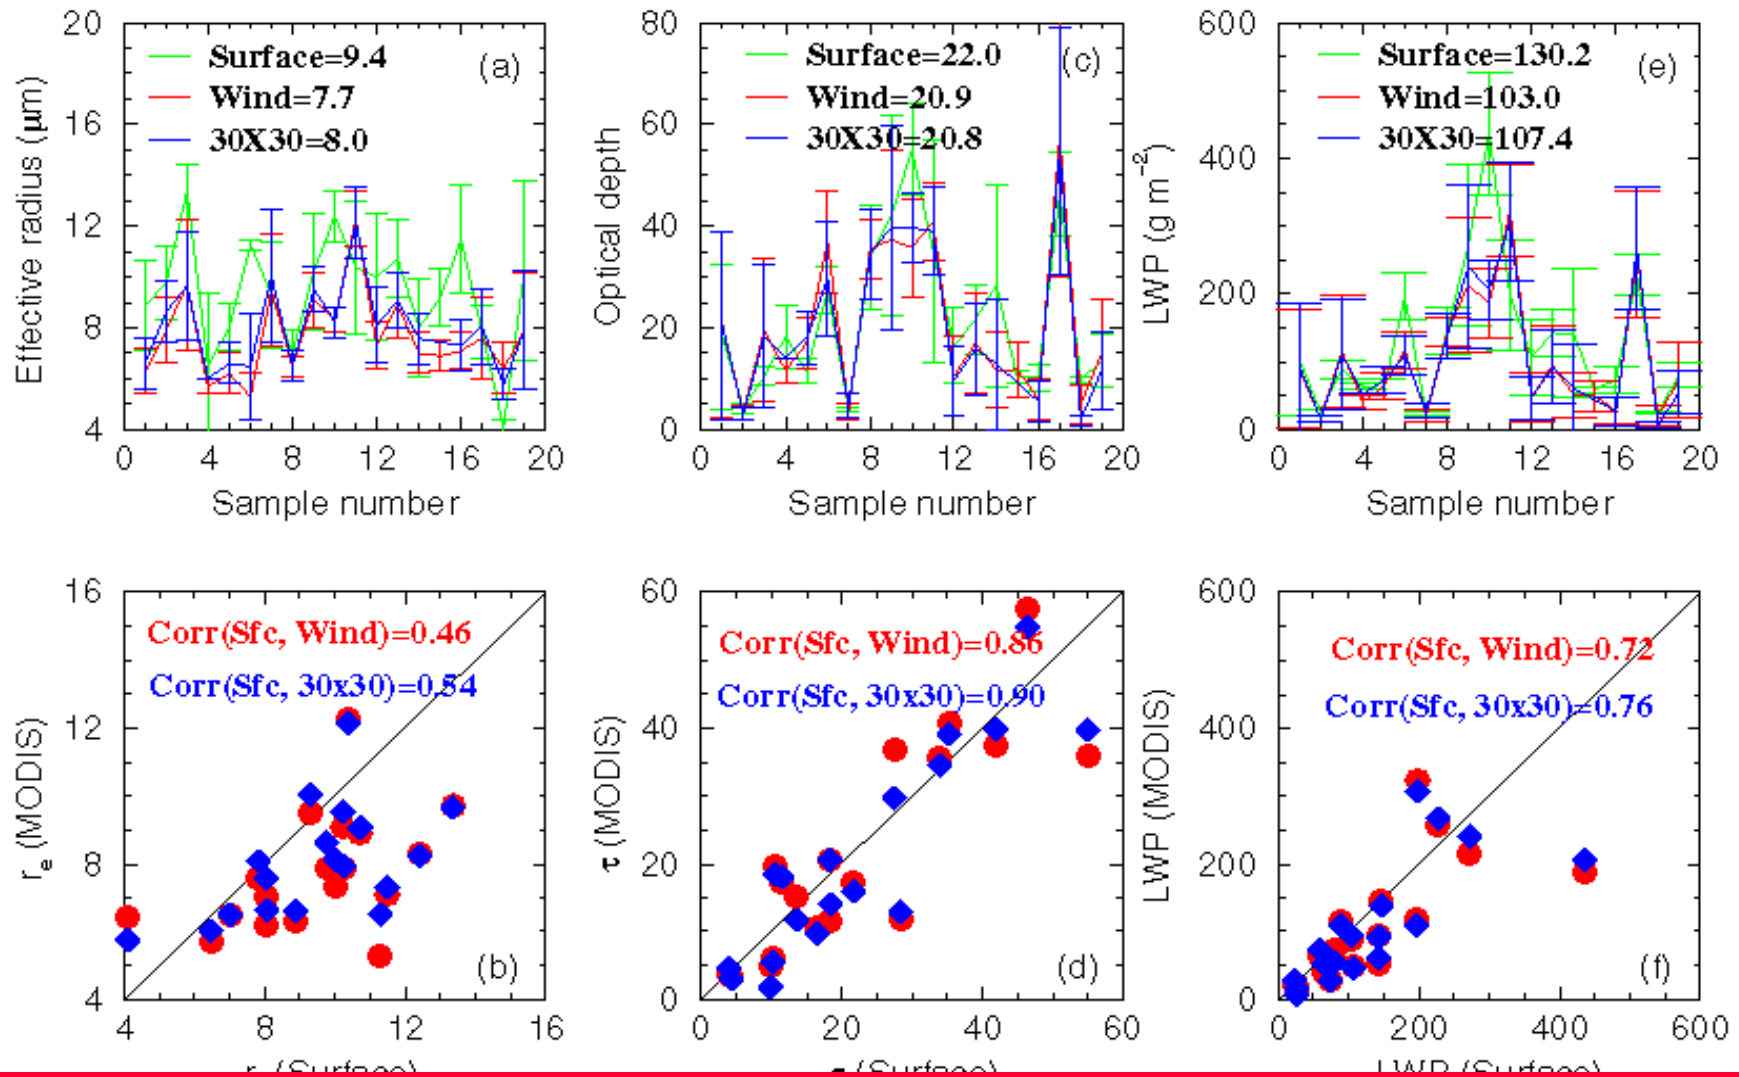 20
16
12
8
4
Effective radius (μm)
Surface=9.4
Wind=7.7
30X30=8.0
(a)
0 4 8 12 16 20
Sample number
80
60
40
20
0
Optical depth
Surface=22.0
Wind=20.9
30X30=20.8
(c)
0 4 8 12 16 20
Sample number
600
400
200
0
LWP (g m⁻²)
Surface=130.2
Wind=103.0
30X30=107.4
(e)
0 4 8 12 16 20
Sample number
16
12
8
4
rₑ (MODIS)
Corr(Sfc, Wind)=0.46
Corr(Sfc, 30x30)=0.54
(b)
4 8 12 16
(Surface)
60
40
20
0
τ (MODIS)
Corr(Sfc, Wind)=0.86
Corr(Sfc, 30x30)=0.90
(d)
0 20 40 60
(Surface)
600
400
200
0
LWP (MODIS)
Corr(Sfc, Wind)=0.72
Corr(Sfc, 30x30)=0.76
(f)
0 200 400 600
LWP (Surface)